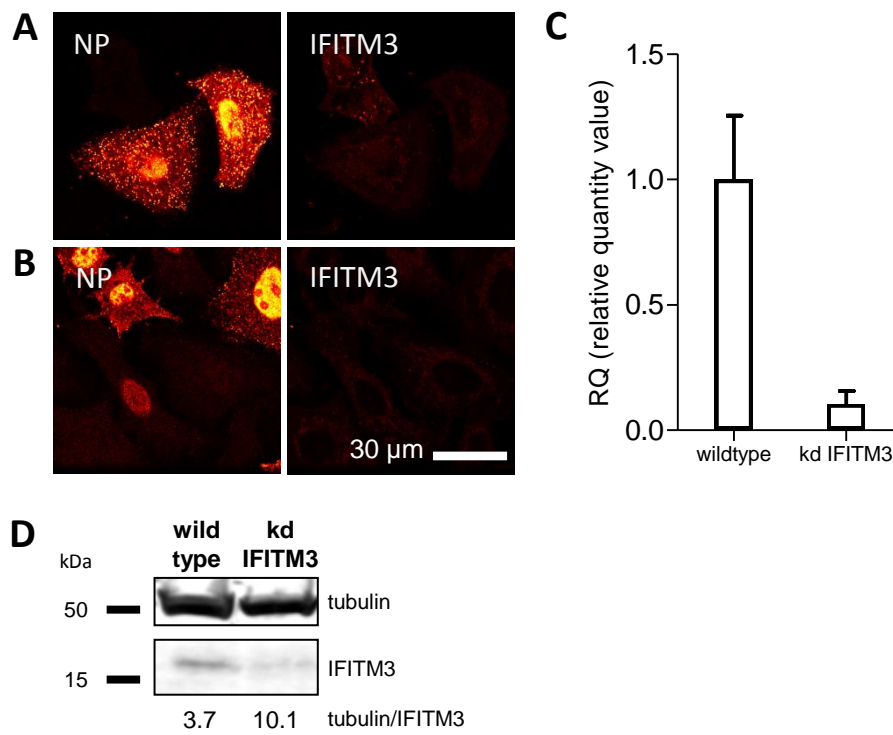 A
NP
IFITM3
B
NP
IFITM3
30 µm
C
1.5
1.0
0.5
0.0
RQ (relative quantity value)
wildtype
kd IFITM3
D
wild type
kd IFITM3
kDa
50
tubulin
15
IFITM3
3.7
10.1
tubulin/IFITM3